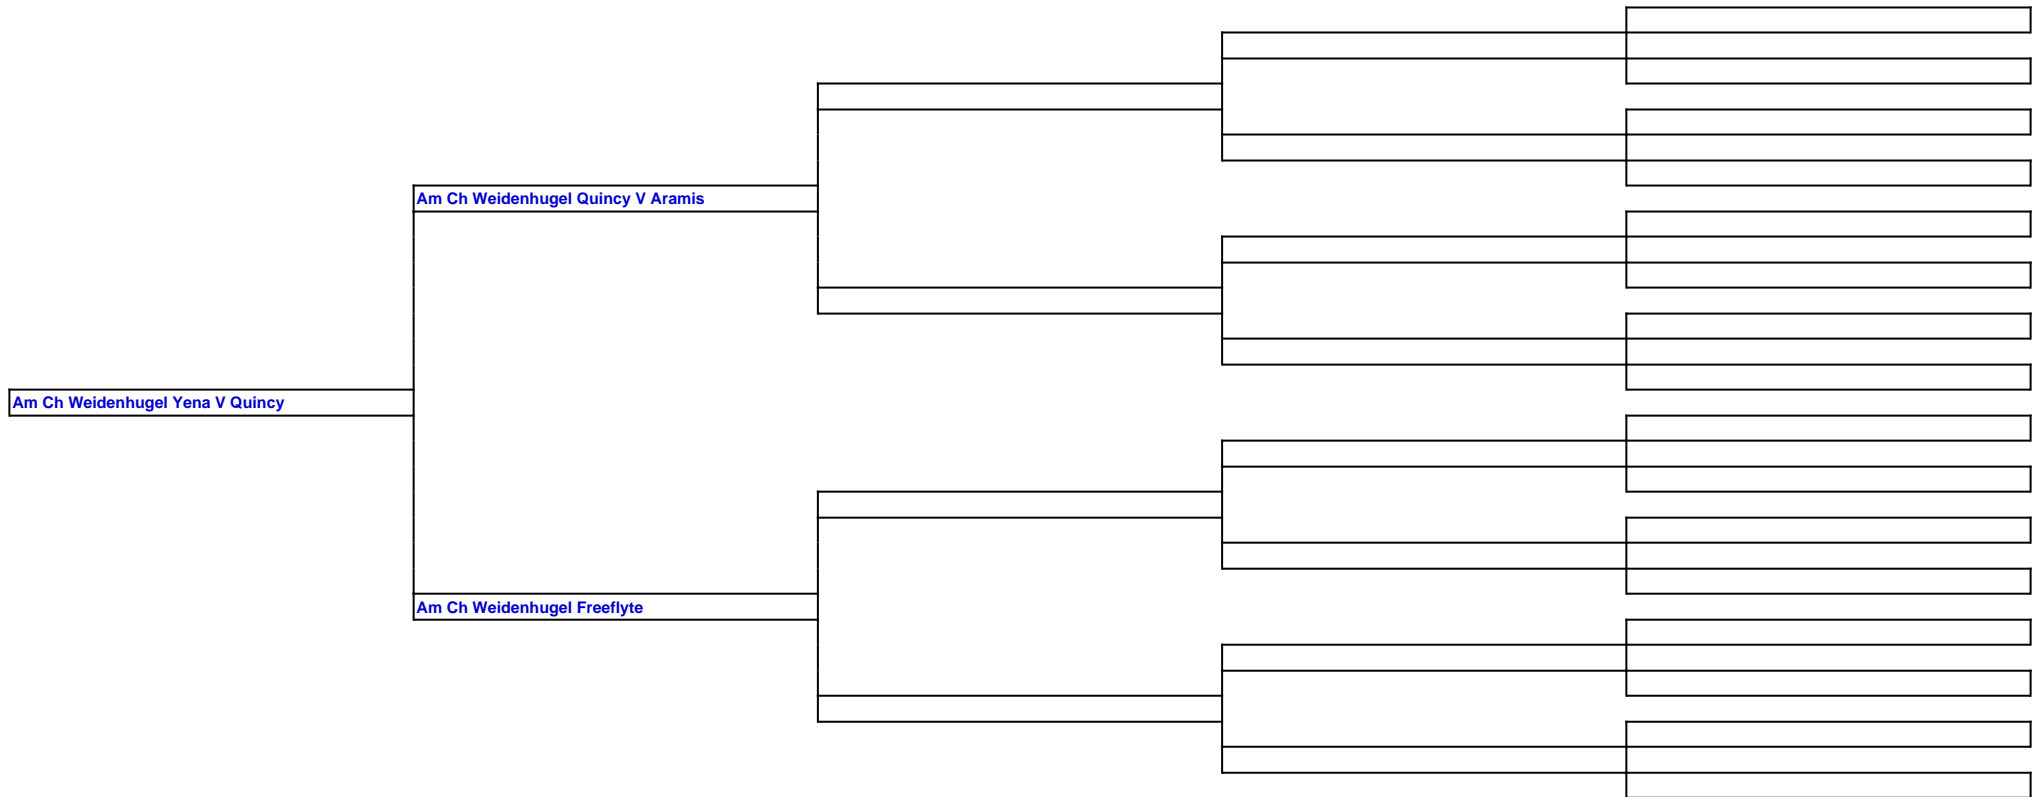 Am Ch Weidenhugel Quincy V Aramis
Am Ch Weidenhugel Yena V Quincy
Am Ch Weidenhugel Freeflyte